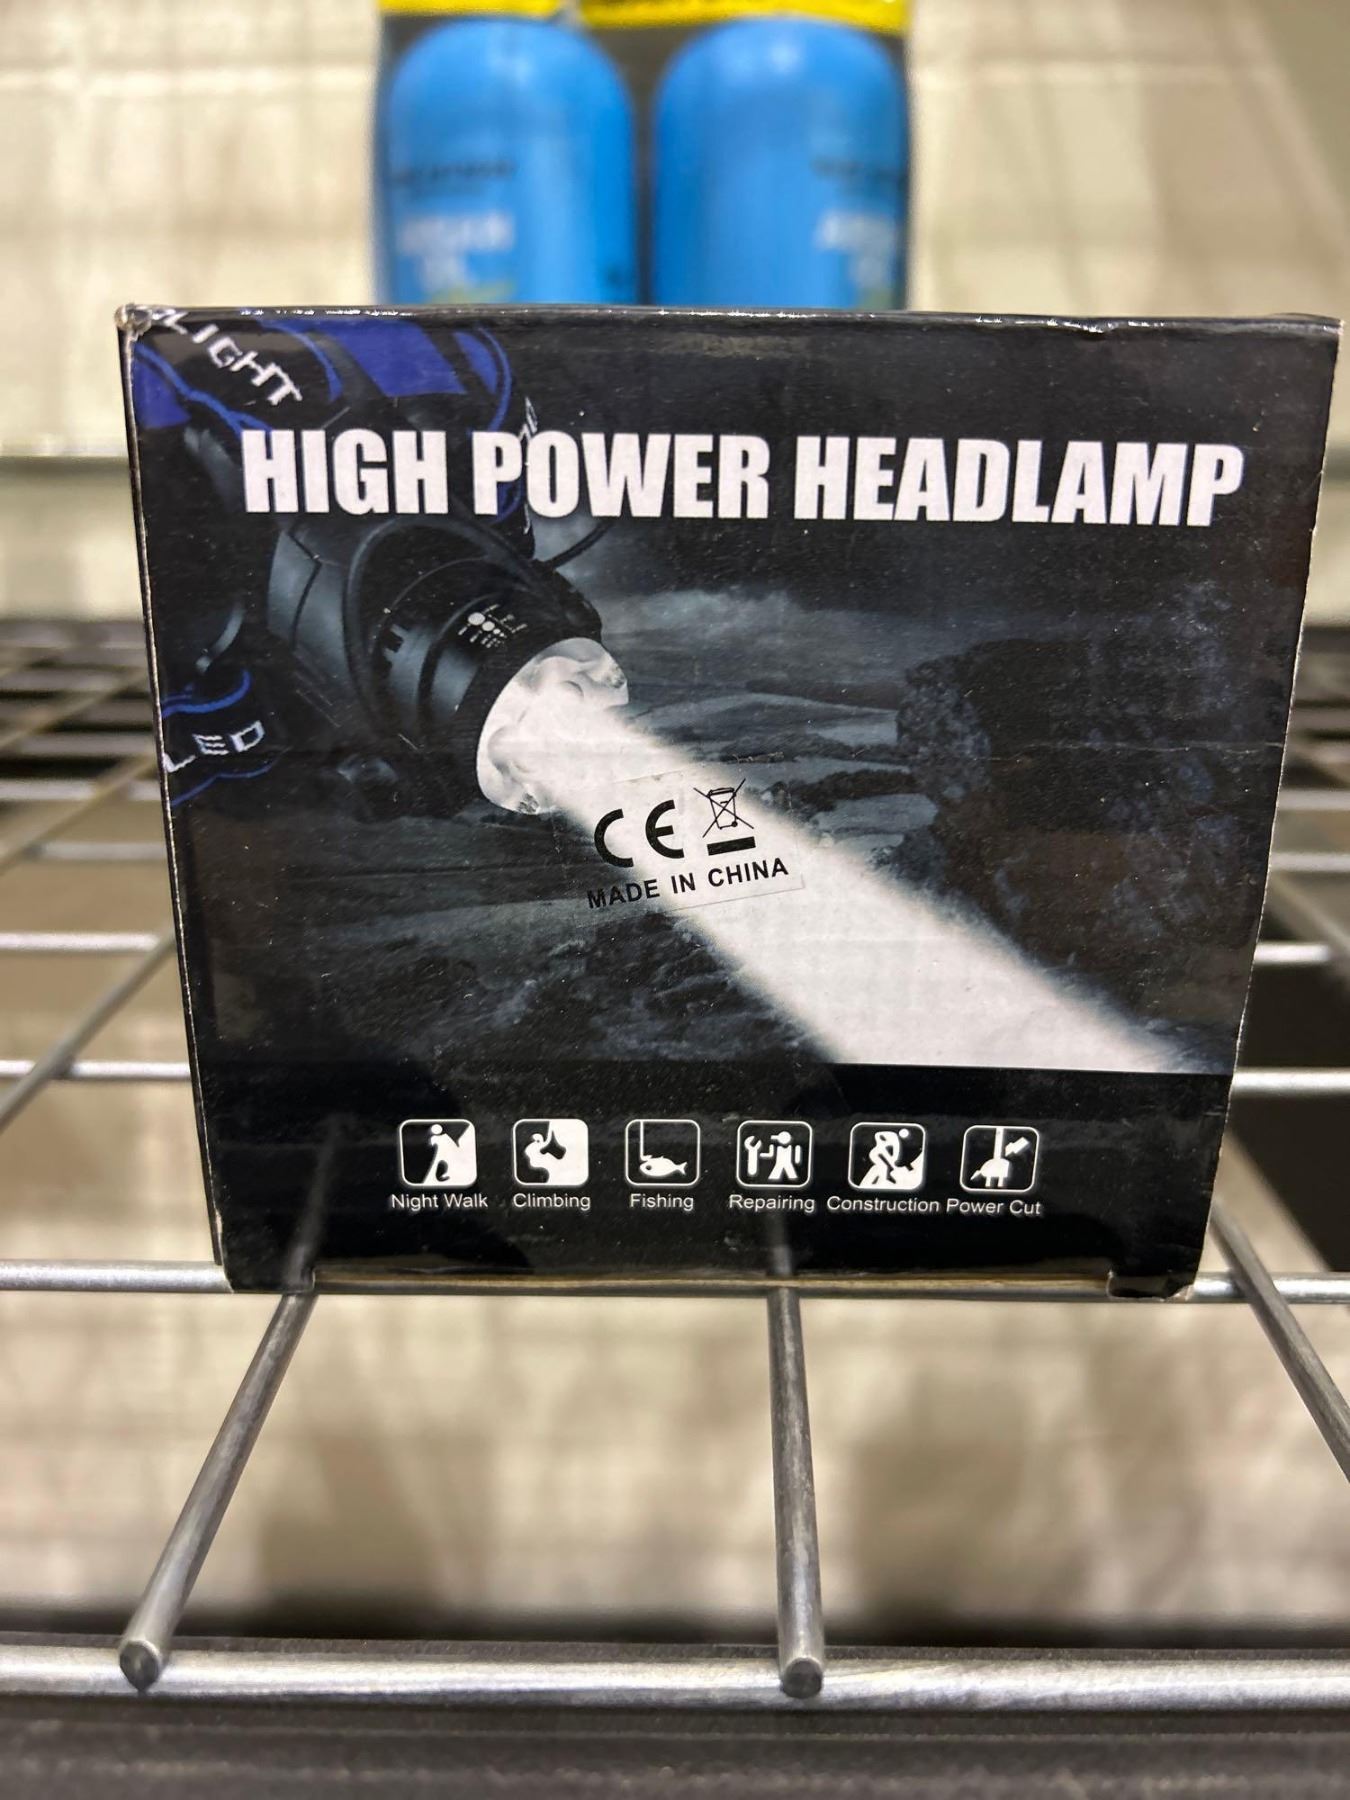 LIGHT
HIGH POWER HEADLAMP
LED
CE
MADE IN CHINA
Night Walk
Climbing
Fishing
Repairing
Construction
Power Cut